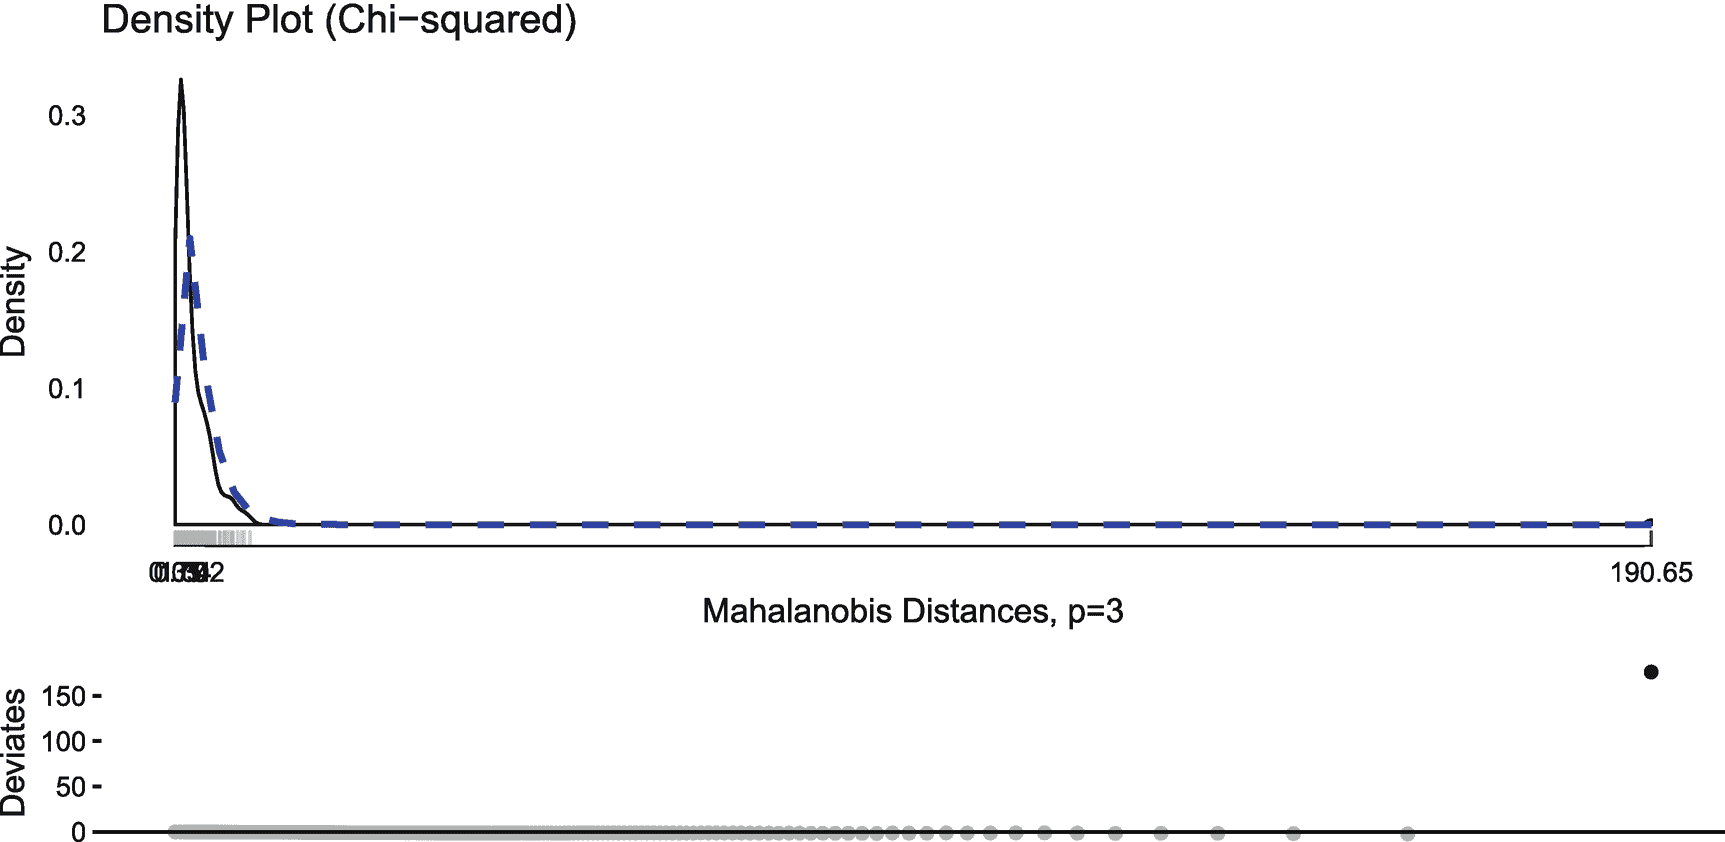 Density Plot (Chi−squared)
Density
0.3
0.2
0.1
0.0
190.65
Mahalanobis Distances, p=3
Deviates
150
100
50
0